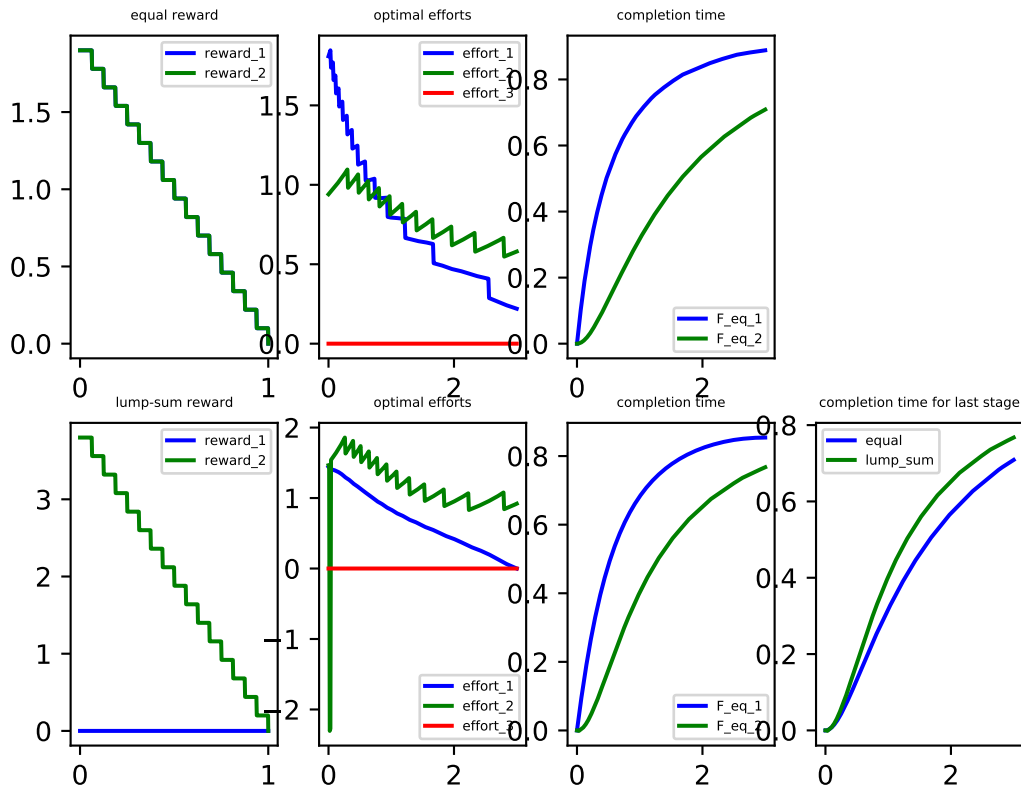 equal reward
reward_1
reward_2
0.0
0.5
1.0
1.5
0
1
optimal efforts
effort_1
effort_2
effort_3
0.0
0.5
1.0
1.5
0
2
completion time
F_eq_1
F_eq_2
0.0
0.2
0.4
0.6
0.8
0
2
lump-sum reward
reward_1
reward_2
0
1
2
3
0
1
optimal efforts
effort_1
effort_2
effort_3
−2
−1
0
1
2
0
2
completion time
F_eq_1
F_eq_2
0.0
0.2
0.4
0.6
0.8
0
2
completion time for last stage
equal
lump_sum
0.0
0.2
0.4
0.6
0.8
0
2